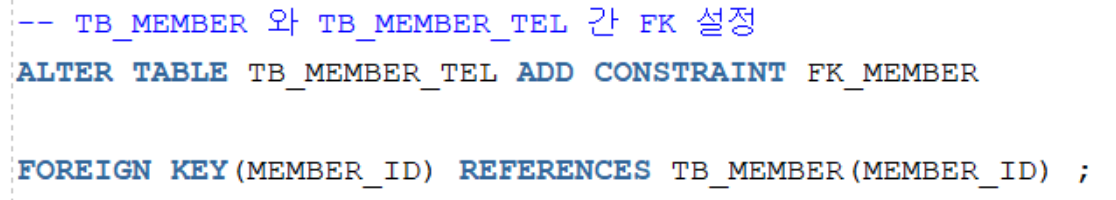 -- TB_MEMBER 와 TB_MEMBER_TEL 간 FK 설정
ALTER TABLE TB_MEMBER_TEL ADD CONSTRAINT FK_MEMBER
FOREIGN KEY(MEMBER_ID) REFERENCES TB_MEMBER(MEMBER_ID) ;